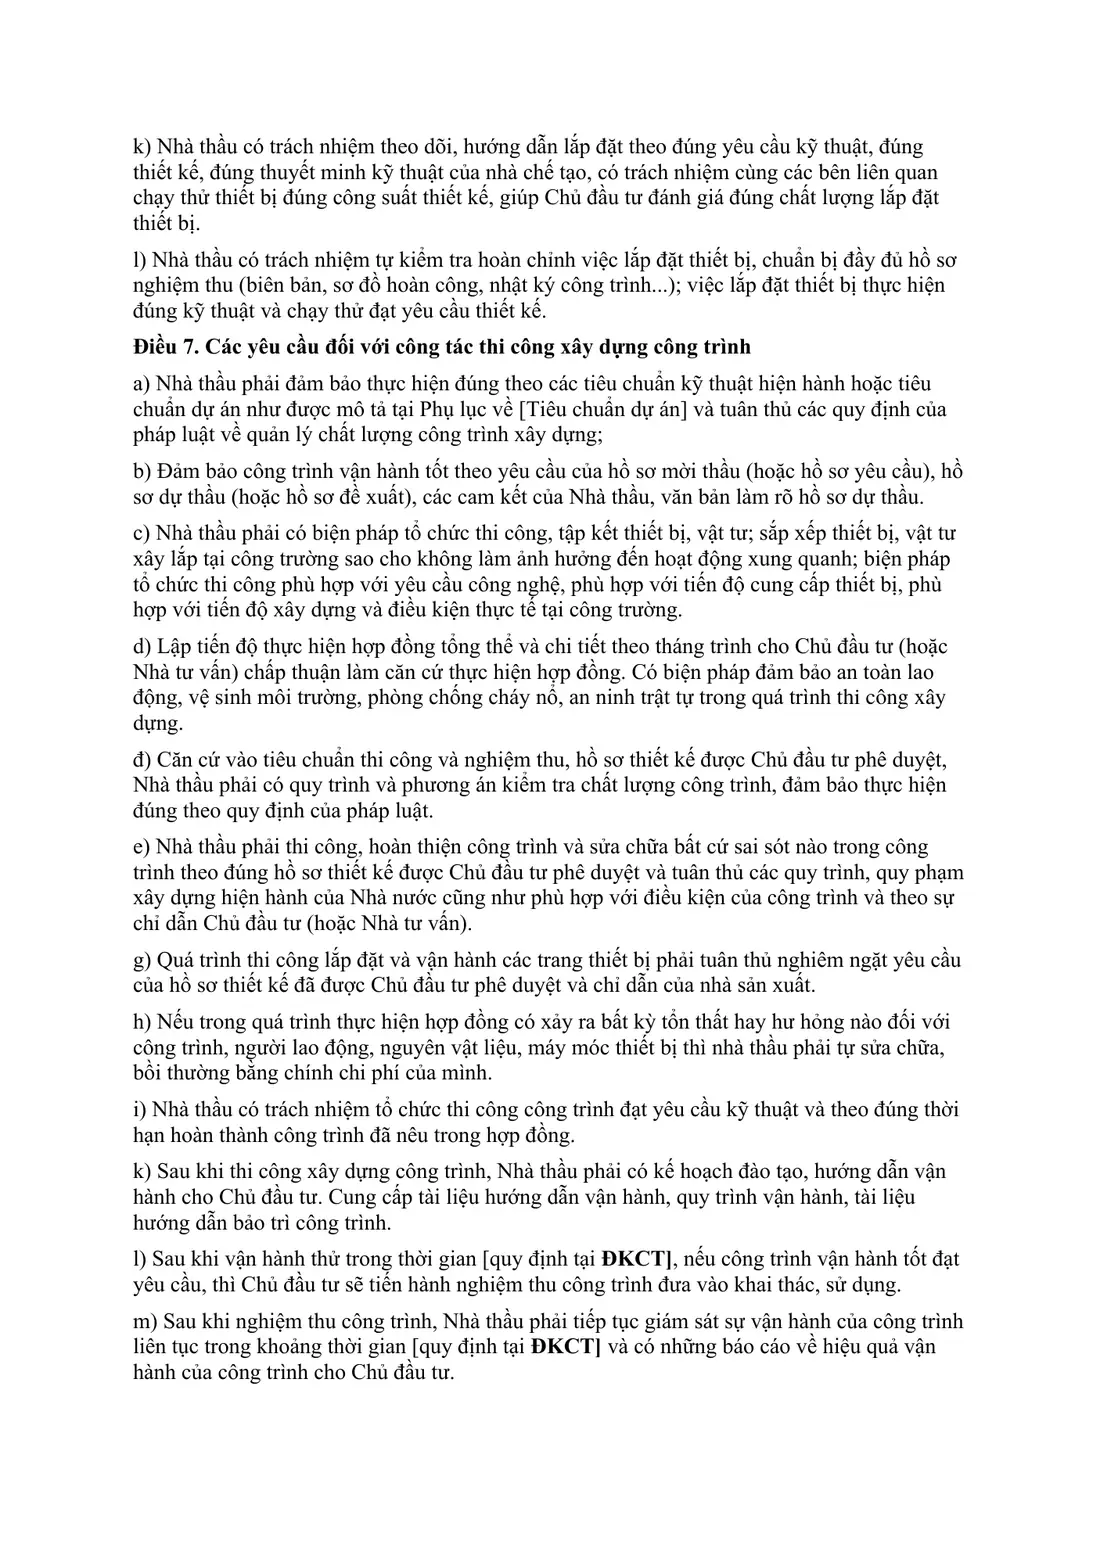 k) Nhà thầu có trách nhiệm theo dõi, hướng dẫn lắp đặt theo đúng yêu cầu kỹ thuật, đúng
thiết kế, đúng thuyết minh kỹ thuật của nhà chế tạo, có trách nhiệm cùng các bên liên quan
chạy thử thiết bị đúng công suất thiết kế, giúp Chủ đầu tư đánh giá đúng chất lượng lắp đặt
thiết bị.
l) Nhà thầu có trách nhiệm tự kiểm tra hoàn chỉnh việc lắp đặt thiết bị, chuẩn bị đầy đủ hồ sơ
nghiệm thu (biên bản, sơ đồ hoàn công, nhật ký công trình...); việc lắp đặt thiết bị thực hiện
đúng kỹ thuật và chạy thử đạt yêu cầu thiết kế.
Điều 7. Các yêu cầu đối với công tác thi công xây dựng công trình
a) Nhà thầu phải đảm bảo thực hiện đúng theo các tiêu chuẩn kỹ thuật hiện hành hoặc tiêu
chuẩn dự án như được mô tả tại Phụ lục về [Tiêu chuẩn dự án] và tuân thủ các quy định của
pháp luật về quản lý chất lượng công trình xây dựng;
b) Đảm bảo công trình vận hành tốt theo yêu cầu của hồ sơ mời thầu (hoặc hồ sơ yêu cầu), hồ
sơ dự thầu (hoặc hồ sơ đề xuất), các cam kết của Nhà thầu, văn bản làm rõ hồ sơ dự thầu.
c) Nhà thầu phải có biện pháp tổ chức thi công, tập kết thiết bị, vật tư; sắp xếp thiết bị, vật tư
xây lắp tại công trường sao cho không làm ảnh hưởng đến hoạt động xung quanh; biện pháp
tổ chức thi công phù hợp với yêu cầu công nghệ, phù hợp với tiến độ cung cấp thiết bị, phù
hợp với tiến độ xây dựng và điều kiện thực tế tại công trường.
d) Lập tiến độ thực hiện hợp đồng tổng thể và chi tiết theo tháng trình cho Chủ đầu tư (hoặc
Nhà tư vấn) chấp thuận làm căn cứ thực hiện hợp đồng. Có biện pháp đảm bảo an toàn lao
động, vệ sinh môi trường, phòng chống cháy nổ, an ninh trật tự trong quá trình thi công xây
dựng.
đ) Căn cứ vào tiêu chuẩn thi công và nghiệm thu, hồ sơ thiết kế được Chủ đầu tư phê duyệt,
Nhà thầu phải có quy trình và phương án kiểm tra chất lượng công trình, đảm bảo thực hiện
đúng theo quy định của pháp luật.
e) Nhà thầu phải thi công, hoàn thiện công trình và sửa chữa bất cứ sai sót nào trong công
trình theo đúng hồ sơ thiết kế được Chủ đầu tư phê duyệt và tuân thủ các quy trình, quy phạm
xây dựng hiện hành của Nhà nước cũng như phù hợp với điều kiện của công trình và theo sự
chỉ dẫn Chủ đầu tư (hoặc Nhà tư vấn).
g) Quá trình thi công lắp đặt và vận hành các trang thiết bị phải tuân thủ nghiêm ngặt yêu cầu
của hồ sơ thiết kế đã được Chủ đầu tư phê duyệt và chỉ dẫn của nhà sản xuất.
h) Nếu trong quá trình thực hiện hợp đồng có xảy ra bất kỳ tổn thất hay hư hỏng nào đối với
công trình, người lao động, nguyên vật liệu, máy móc thiết bị thì nhà thầu phải tự sửa chữa,
bồi thường bằng chính chi phí của mình.
i) Nhà thầu có trách nhiệm tổ chức thi công công trình đạt yêu cầu kỹ thuật và theo đúng thời
hạn hoàn thành công trình đã nêu trong hợp đồng.
k) Sau khi thi công xây dựng công trình, Nhà thầu phải có kế hoạch đào tạo, hướng dẫn vận
hành cho Chủ đầu tư. Cung cấp tài liệu hướng dẫn vận hành, quy trình vận hành, tài liệu
hướng dẫn bảo trì công trình.
l) Sau khi vận hành thử trong thời gian [quy định tại ĐKCT], nếu công trình vận hành tốt đạt
yêu cầu, thì Chủ đầu tư sẽ tiến hành nghiệm thu công trình đưa vào khai thác, sử dụng.
m) Sau khi nghiệm thu công trình, Nhà thầu phải tiếp tục giám sát sự vận hành của công trình
liên tục trong khoảng thời gian [quy định tại ĐKCT] và có những báo cáo về hiệu quả vận
hành của công trình cho Chủ đầu tư.